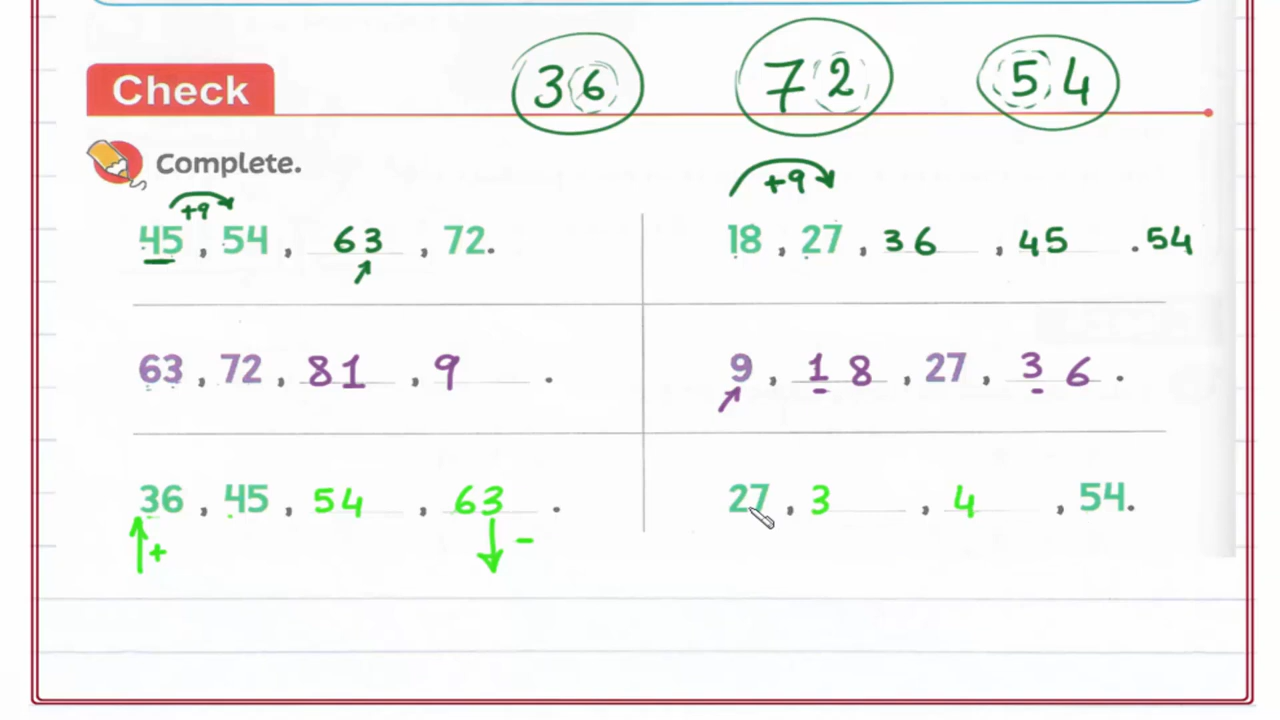 36 72 54
Check
Complete.
+9 +9
45 , 54 , 63 , 72.
18 , 27 , 36 , 45 . 54
63 , 72 , 81 , 9 .
9 , 18 , 27 , 36 .
36 , 45 , 54 , 63 .
27 , 3 , 4 , 54.
+ -